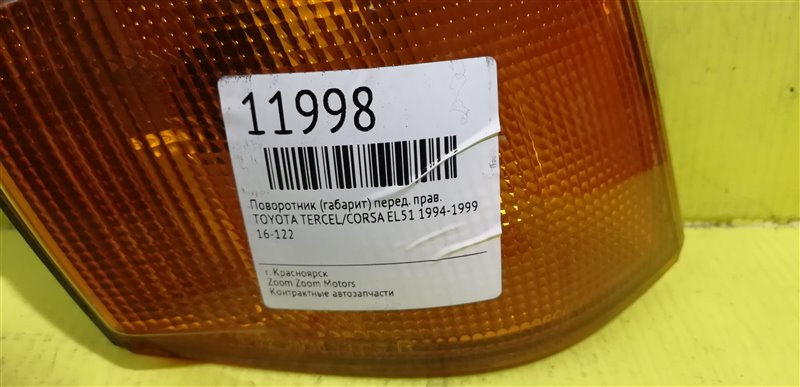 11998
Поворотник (габарит) перед. прав.
TOYOTA TERCEL/CORSA EL51 1994-1999
16-122
г. Красноярск
Zoom Zoom Motors
Контрактные автозапчасти